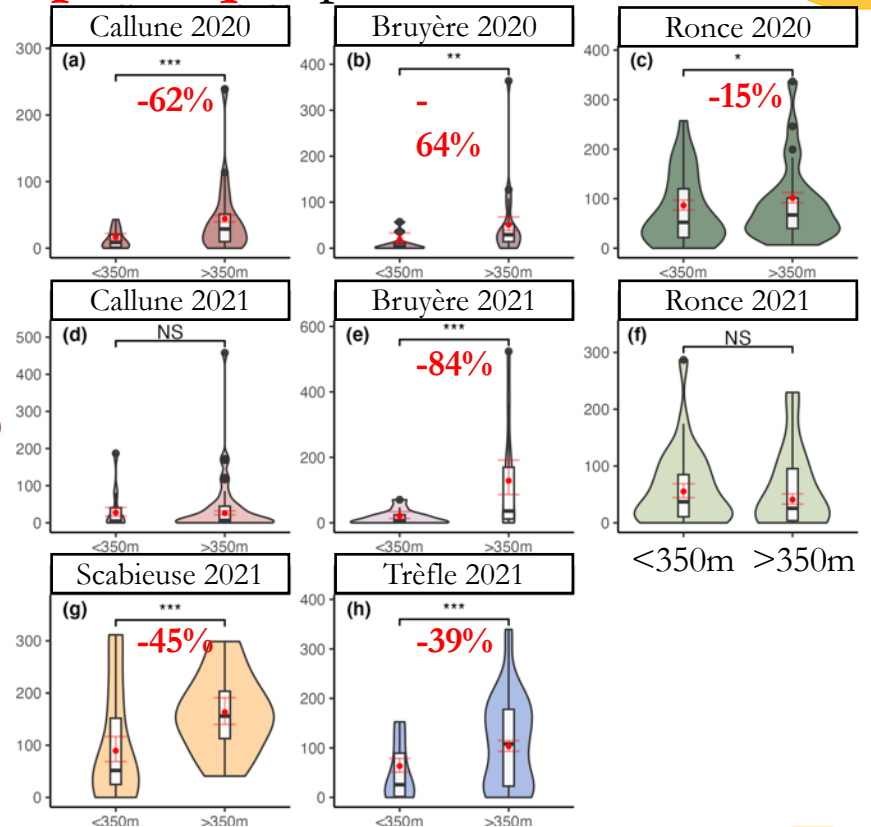 Callune 2020
Bruyère 2020
Ronce 2020
(a)
***
-62%
300
200
100
0
<350m
>350m
(b)
**
-
64%
400
300
200
100
0
<350m
>350m
(c)
*
-15%
400
300
200
100
0
<350m
>350m
Callune 2021
Bruyère 2021
Ronce 2021
(d)
NS
500
400
300
200
100
0
<350m
>350m
(e)
***
-84%
600
400
200
0
<350m
>350m
(f)
NS
300
200
100
0
<350m >350m
Scabieuse 2021
Trèfle 2021
(g)
***
-45%
300
200
100
0
<350m
>350m
(h)
***
-39%
400
300
200
100
0
<350m
>350m